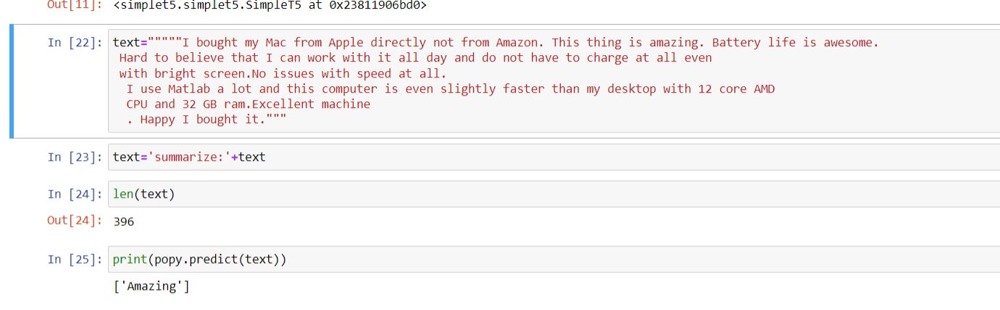 Out[11]: <simplet5.simplet5.SimpleT5 at 0x23811906bd0>
In [22]: text="""""I bought my Mac from Apple directly not from Amazon. This thing is amazing. Battery life is awesome.
Hard to believe that I can work with it all day and do not have to charge at all even
with bright screen.No issues with speed at all.
I use Matlab a lot and this computer is even slightly faster than my desktop with 12 core AMD
CPU and 32 GB ram.Excellent machine
. Happy I bought it."""
In [23]: text='summarize:'+text
In [24]: len(text)
Out[24]: 396
In [25]: print(popy.predict(text))
['Amazing']